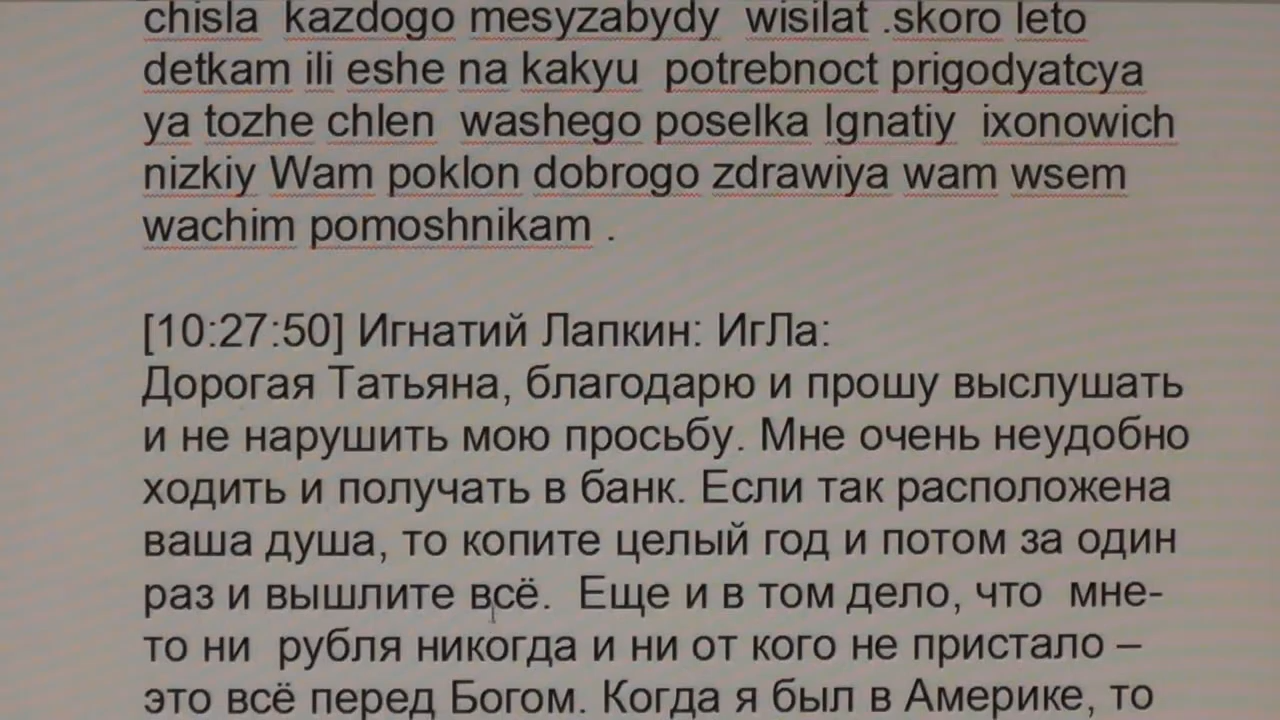 chisla kazdogo mesyzabydy wisilat .skoro leto
detkam ili eshe na kakyu potrebnoct prigodyatcya
ya tozhe chlen washego poselka Ignatiy ixonowich
nizkiy Wam poklon dobrogo zdrawiya wam wsem
wachim pomoshnikam .
[10:27:50] Игнатий Лапкин: ИгЛа:
Дорогая Татьяна, благодарю и прошу выслушать
и не нарушить мою просьбу. Мне очень неудобно
ходить и получать в банк. Если так расположена
ваша душа, то копите целый год и потом за один
раз и вышлите всё. Еще и в том дело, что мне-
то ни рубля никогда и ни от кого не пристало –
это всё перед Богом. Когда я был в Америке, то